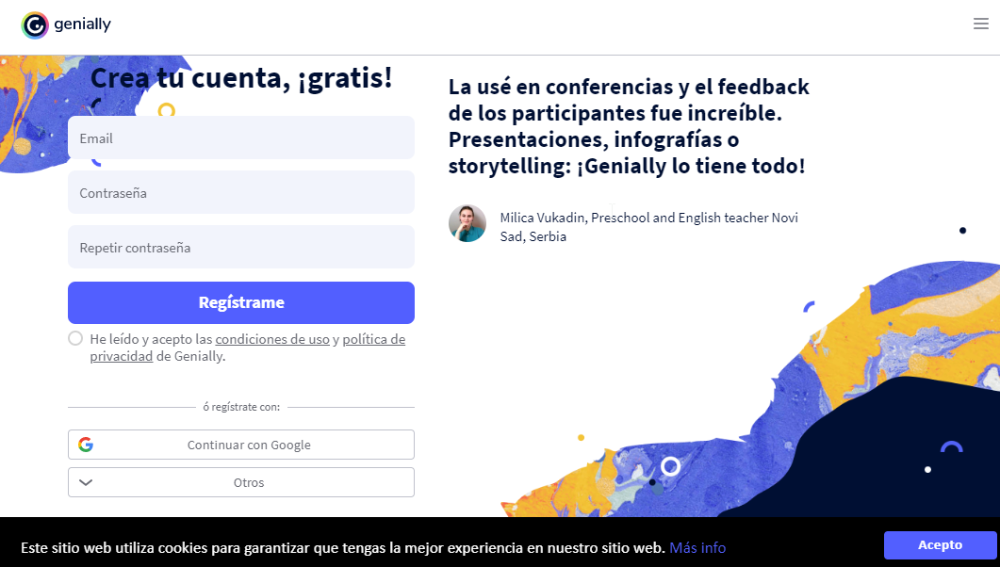 genially
Crea tu cuenta, ¡gratis!
Email
Contraseña
Repetir contraseña
Regístrame
He leído y acepto las condiciones de uso y política de
privacidad de Genially.
ó regístrate con:
Continuar con Google
Otros
La usé en conferencias y el feedback
de los participantes fue increíble.
Presentaciones, infografías o
storytelling: ¡Genially lo tiene todo!
Milica Vukadin, Preschool and English teacher Novi
Sad, Serbia
Este sitio web utiliza cookies para garantizar que tengas la mejor experiencia en nuestro sitio web. Más info
Acepto